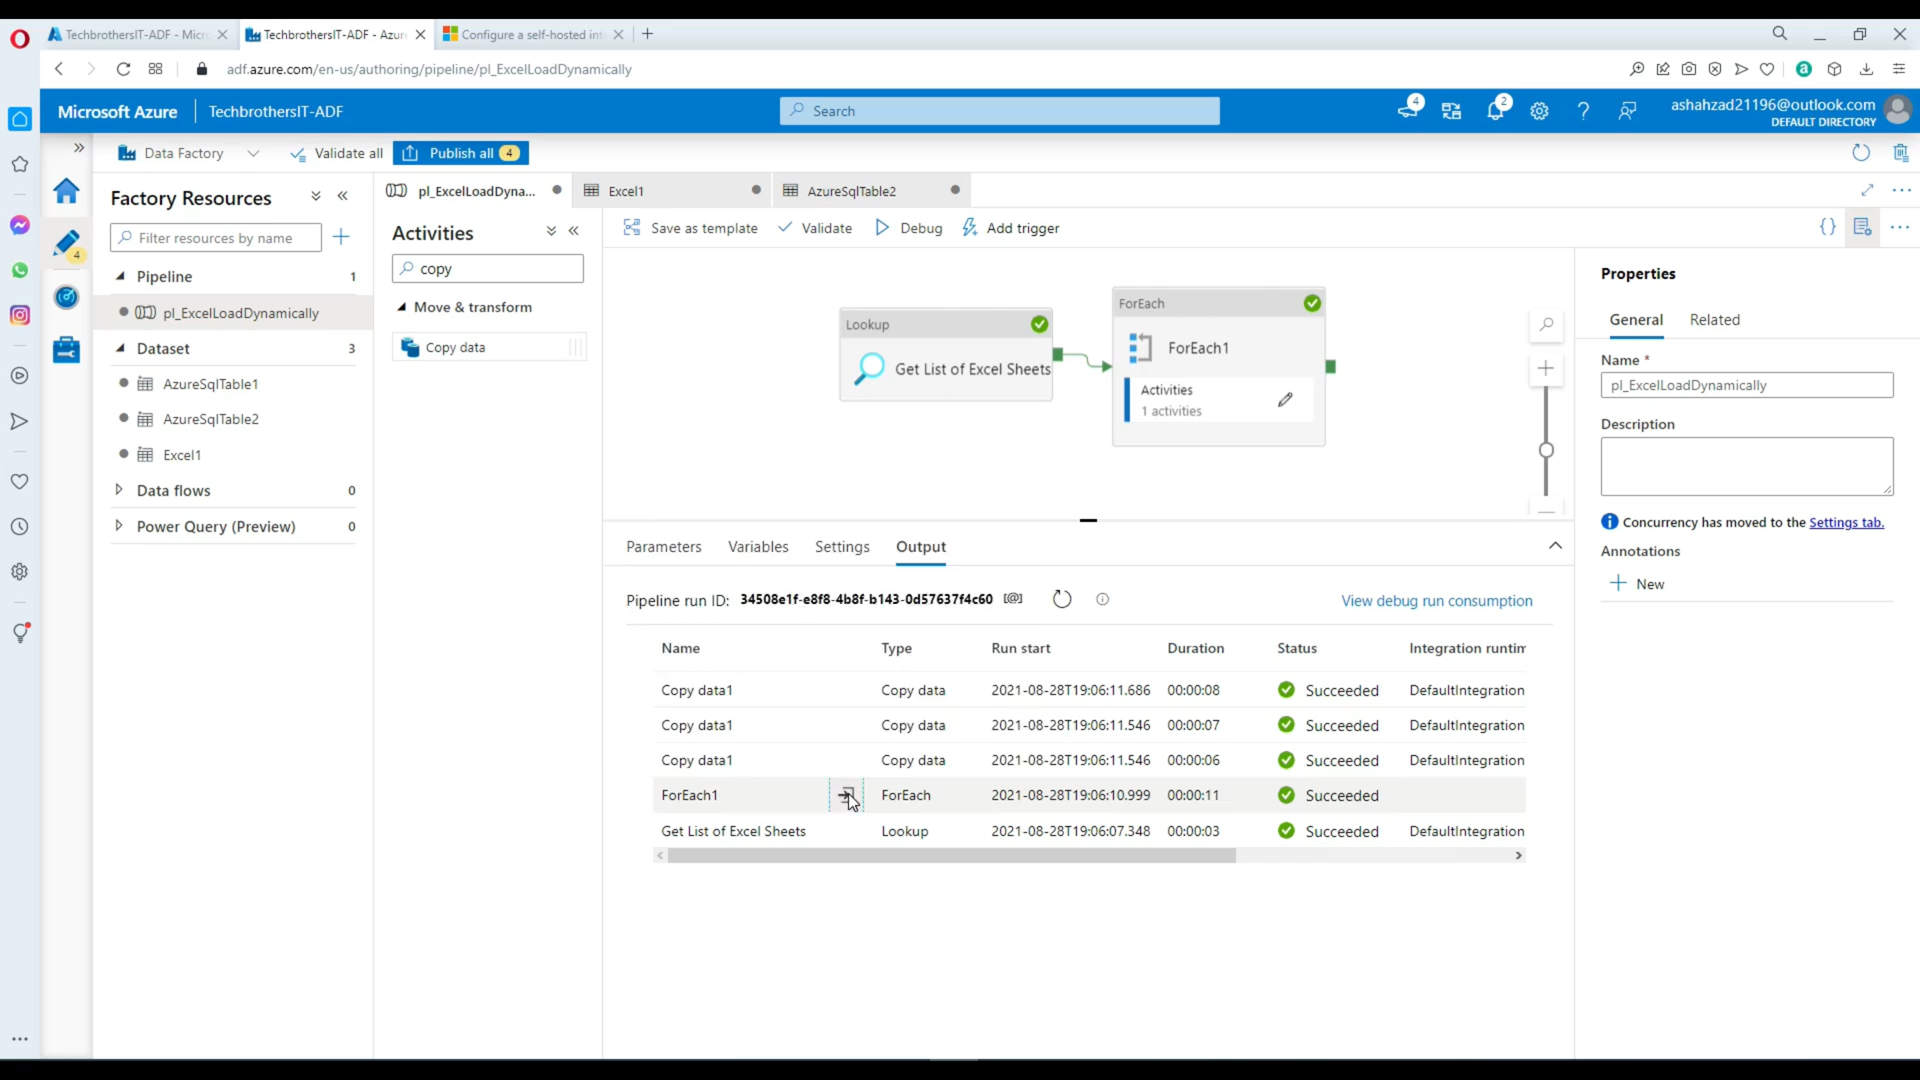 TechbrothersIT-ADF - Micr
TechbrothersIT-ADF - Azur
Configure a self-hosted int
adf.azure.com/en-us/authoring/pipeline/pl_ExcelLoadDynamically
Microsoft Azure
TechbrothersIT-ADF
Search
4
2
ashahzad21196@outlook.com
DEFAULT DIRECTORY
Data Factory
Validate all
Publish all 4
4
Factory Resources
Filter resources by name
Pipeline 1
pl_ExcelLoadDynamically
Dataset 3
AzureSqlTable1
AzureSqlTable2
Excel1
Data flows 0
Power Query (Preview) 0
pl_ExcelLoadDyna...
Excel1
AzureSqlTable2
Activities
copy
Move & transform
Copy data
Save as template
Validate
Debug
Add trigger
Lookup
Get List of Excel Sheets
ForEach
ForEach1
Activities
1 activities
Parameters Variables Settings Output
Pipeline run ID: 34508e1f-e8f8-4b8f-b143-0d57637f4c60 [@]
View debug run consumption
Name Type Run start Duration Status Integration runtim
Copy data1 Copy data 2021-08-28T19:06:11.686 00:00:08 Succeeded DefaultIntegration
Copy data1 Copy data 2021-08-28T19:06:11.546 00:00:07 Succeeded DefaultIntegration
Copy data1 Copy data 2021-08-28T19:06:11.546 00:00:06 Succeeded DefaultIntegration
ForEach1 ForEach 2021-08-28T19:06:10.999 00:00:11 Succeeded
Get List of Excel Sheets Lookup 2021-08-28T19:06:07.348 00:00:03 Succeeded DefaultIntegration
Properties
General Related
Name *
pl_ExcelLoadDynamically
Description
Concurrency has moved to the Settings tab.
Annotations
New